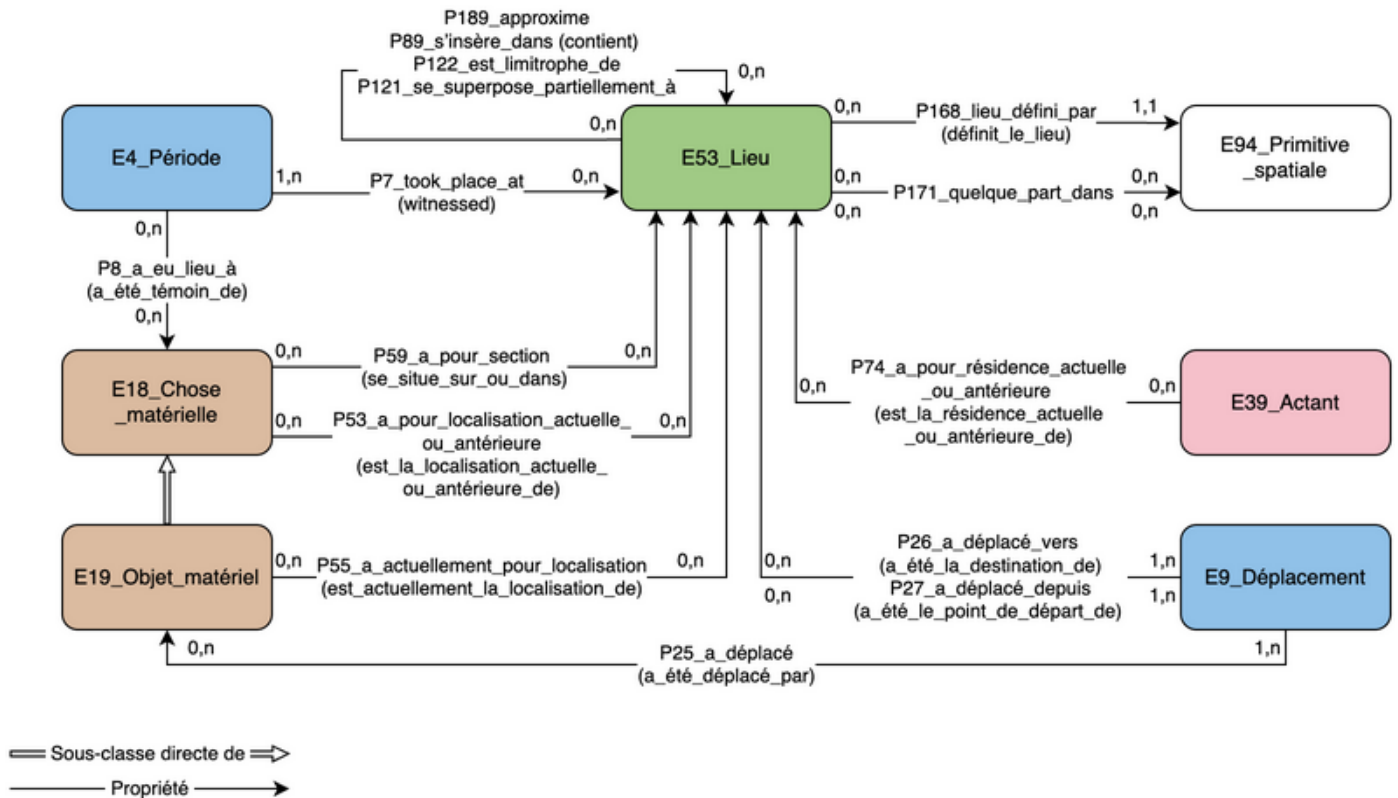 P189_approxime
P89_s'insère_dans (contient)
P122_est_limitrophe_de
P121_se_superpose_partiellement_à
0,n
0,n
E4_Période
1,n
P7_took_place_at
(witnessed)
0,n
E53_Lieu
0,n
P168_lieu_défini_par
(définit_le_lieu)
1,1
0,n
P171_quelque_part_dans
0,n
0,n
0,n
E94_Primitive
_spatiale
0,n
P8_a_eu_lieu_à
(a_été_témoin_de)
0,n
E18_Chose
_matérielle
0,n
P59_a_pour_section
(se_situe_sur_ou_dans)
0,n
0,n
P53_a_pour_localisation_actuelle_
ou_antérieure
(est_la_localisation_actuelle_
ou_antérieure_de)
0,n
0,n
P74_a_pour_résidence_actuelle
_ou_antérieure
(est_la_résidence_actuelle
_ou_antérieure_de)
0,n
E39_Actant
E19_Objet_matériel
0,n
P55_a_actuellement_pour_localisation
(est_actuellement_la_localisation_de)
0,n
0,n
0,n
P26_a_déplacé_vers
(a_été_la_destination_de)
P27_a_déplacé_depuis
(a_été_le_point_de_départ_de)
1,n
1,n
E9_Déplacement
0,n
P25_a_déplacé
(a_été_déplacé_par)
1,n
Sous-classe directe de
Propriété